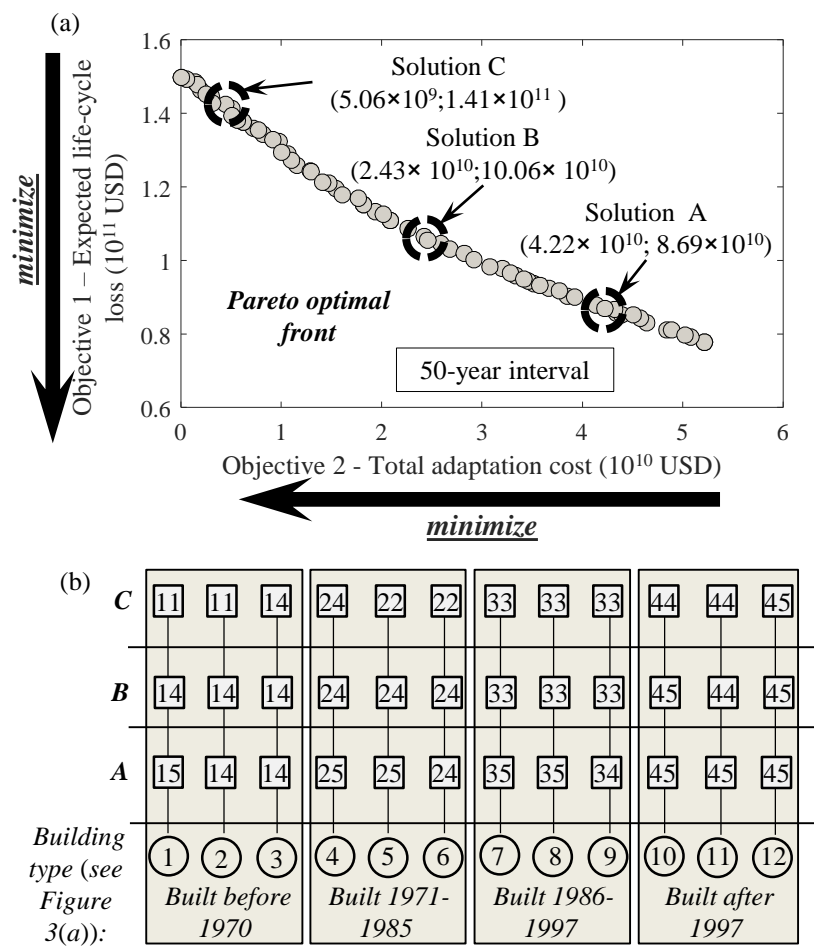 (a)
1.6
1.4
1.2
1
0.8
0.6
0
1
2
3
4
5
6
Objective 1 – Expected life-cycle
loss (10¹¹ USD)
minimize
Solution C
(5.06×10⁹;1.41×10¹¹ )
Solution B
(2.43× 10¹⁰;10.06× 10¹⁰)
Solution A
(4.22× 10¹⁰; 8.69×10¹⁰)
Pareto optimal
front
50-year interval
Objective 2 - Total adaptation cost (10¹⁰ USD)
minimize
(b)
C 11 11 14 24 22 22 33 33 33 44 44 45
B 14 14 14 24 24 24 33 33 33 45 44 45
A 15 14 14 25 25 24 35 35 34 45 45 45
Building
type (see
Figure
3(a)):
1 2 3 4 5 6 7 8 9 10 11 12
Built before
1970
Built 1971-
1985
Built 1986-
1997
Built after
1997